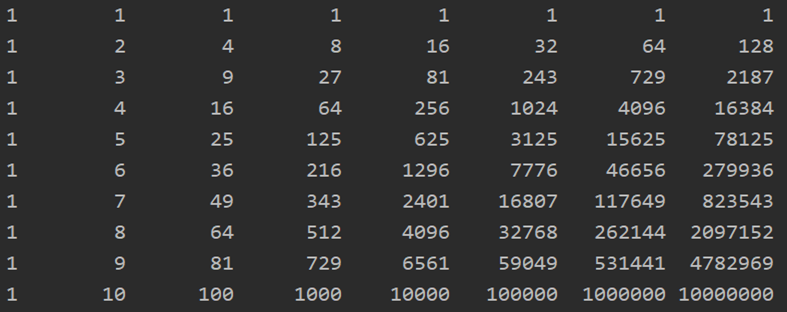 1 1 1 1 1 1 1 1
1 2 4 8 16 32 64 128
1 3 9 27 81 243 729 2187
1 4 16 64 256 1024 4096 16384
1 5 25 125 625 3125 15625 78125
1 6 36 216 1296 7776 46656 279936
1 7 49 343 2401 16807 117649 823543
1 8 64 512 4096 32768 262144 2097152
1 9 81 729 6561 59049 531441 4782969
1 10 100 1000 10000 100000 1000000 10000000